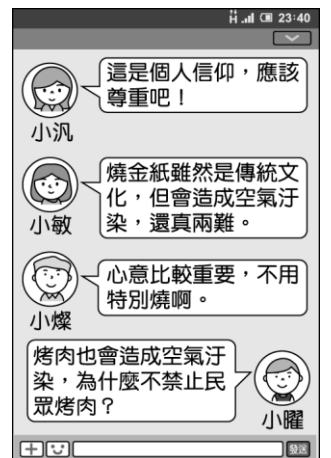 H 23:40
這是個人信仰，應該
尊重吧！
小汎
燒金紙雖然是傳統文
化，但會造成空氣汙
染，還真兩難。
小敏
心意比較重要，不用
特別燒啊。
小燦
烤肉也會造成空氣汙
染，為什麼不禁止民
眾烤肉？
小曜
發送